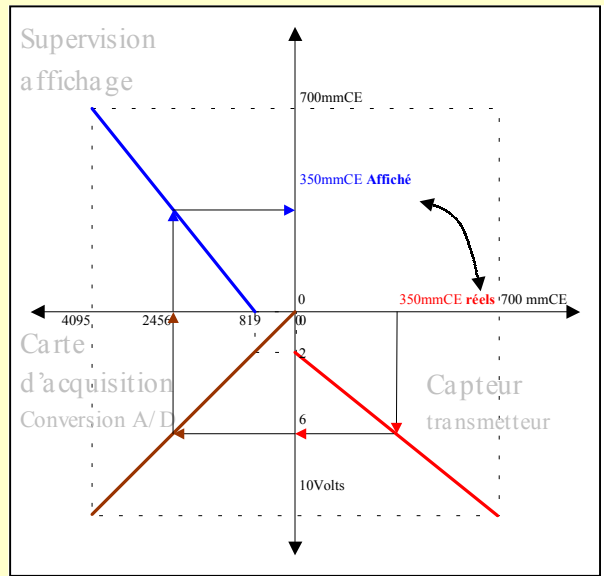 Supervision
affichage
700mmCE
350mmCE Affiché
0
350mmCE réels 700 mmCE
4095 2456 819 0
Carte
d'acquisition
Conversion A/D
2
Capteur
transmetteur
6
10Volts